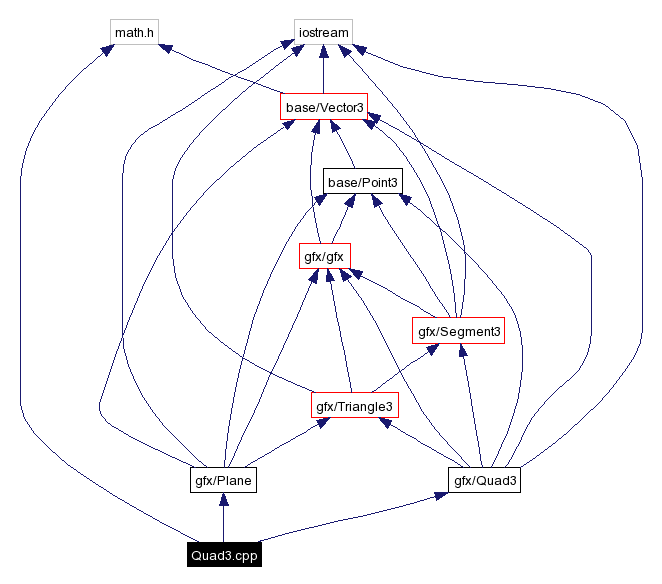 math.h
iostream
base/Vector3
base/Point3
gfx/gfx
gfx/Segment3
gfx/Triangle3
gfx/Plane
gfx/Quad3
Quad3.cpp